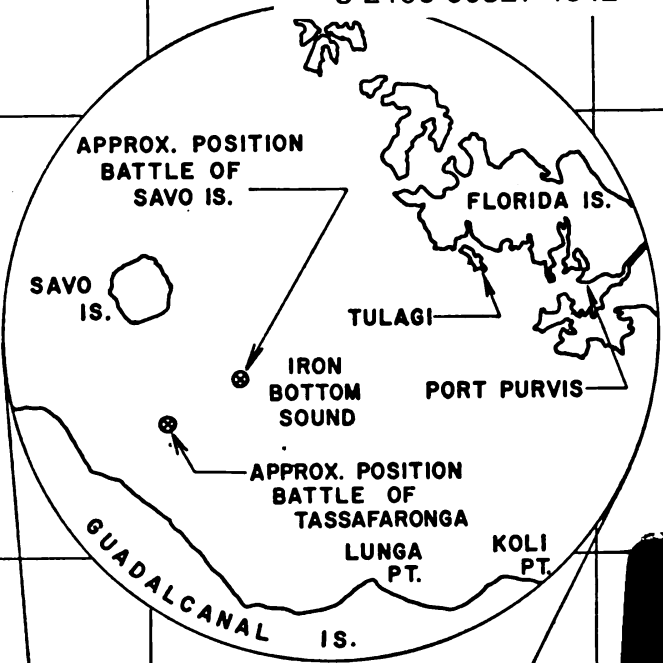 APPROX. POSITION
BATTLE OF
SAVO IS.
FLORIDA IS.
SAVO
IS.
TULAGI
IRON
BOTTOM
SOUND
PORT PURVIS
APPROX. POSITION
BATTLE OF
TASSAFARONGA
LUNGA
PT.
KOLI
PT.
GUADALCANAL IS.